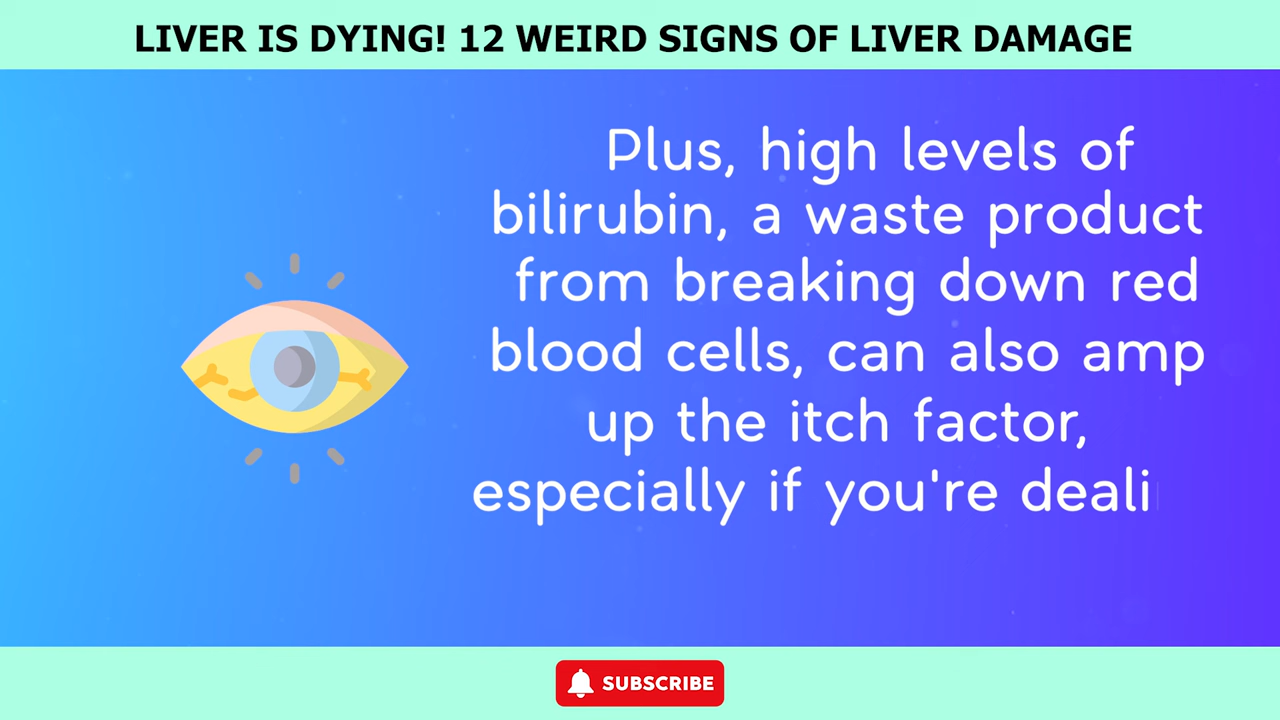 LIVER IS DYING! 12 WEIRD SIGNS OF LIVER DAMAGE
Plus, high levels of
bilirubin, a waste product
from breaking down red
blood cells, can also amp
up the itch factor,
especially if you're deali
SUBSCRIBE